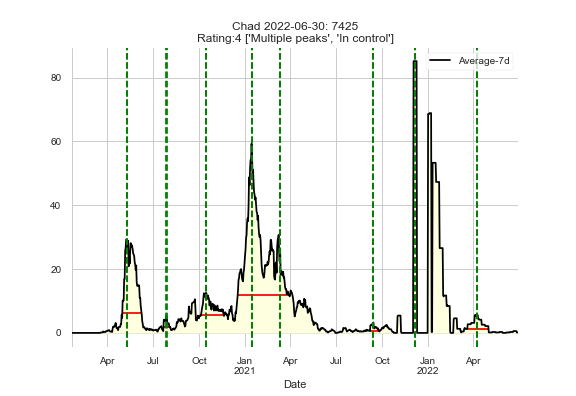 Chad 2022-06-30: 7425
Rating:4 ['Multiple peaks', 'In control']
Average-7d
80
60
40
20
0
Apr Jul Oct Jan Apr Jul Oct Jan Apr
2021 2022
Date